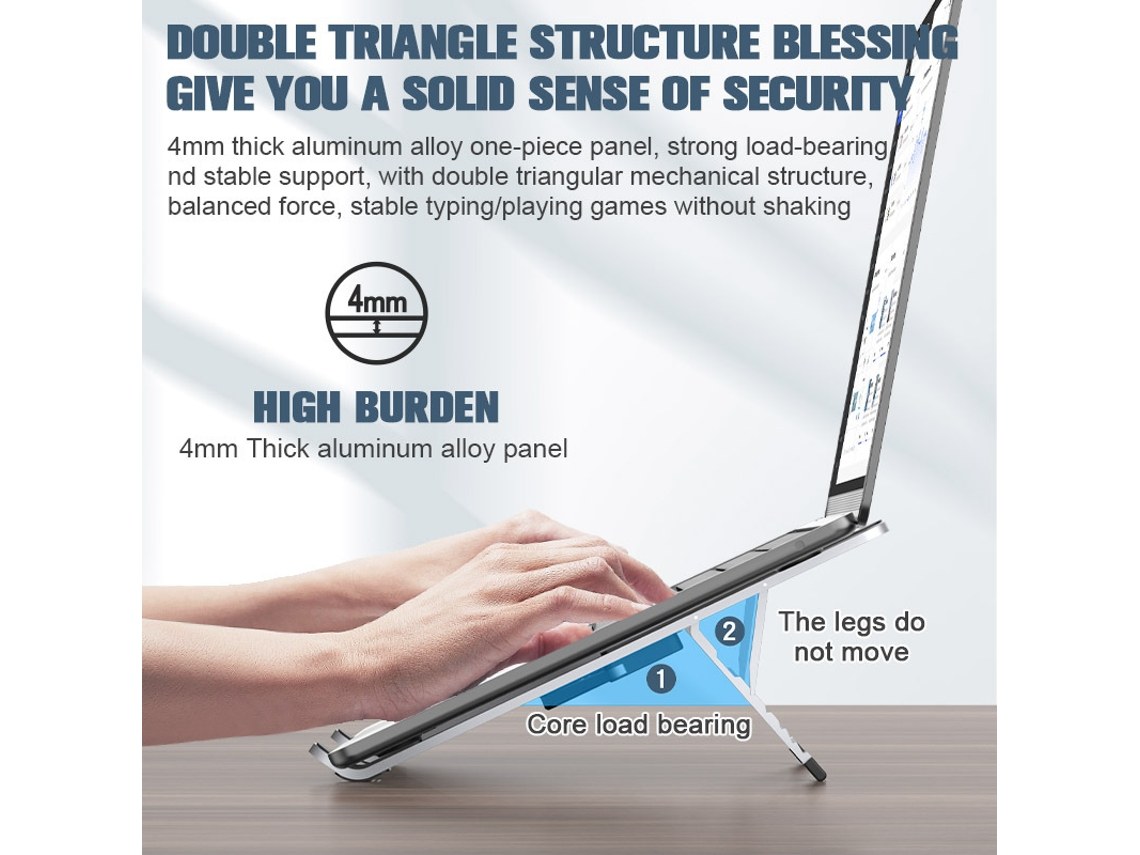 DOUBLE TRIANGLE STRUCTURE BLESSING
GIVE YOU A SOLID SENSE OF SECURITY
4mm thick aluminum alloy one-piece panel, strong load-bearing
nd stable support, with double triangular mechanical structure,
balanced force, stable typing/playing games without shaking
4mm
HIGH BURDEN
4mm Thick aluminum alloy panel
2
The legs do
not move
1
Core load bearing